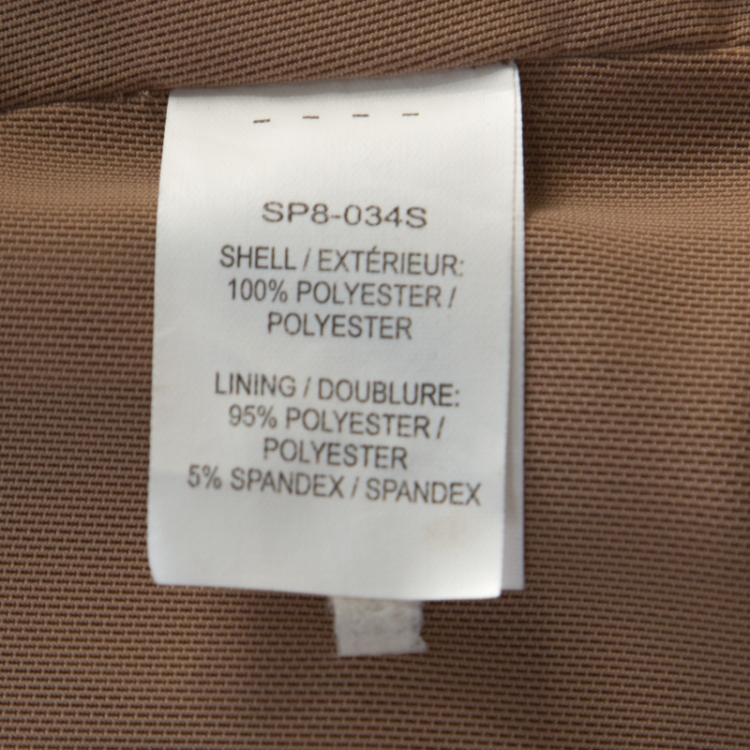 SP8-034S
SHELL / EXTÉRIEUR:
100% POLYESTER /
POLYESTER
LINING / DOUBLURE:
95% POLYESTER /
POLYESTER
5% SPANDEX / SPANDEX